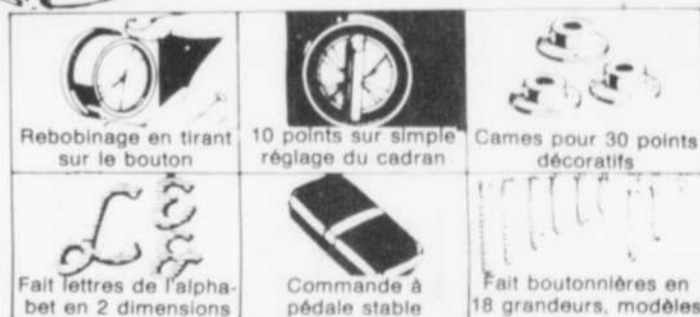 Rebobinage en tirant
sur le bouton
10 points sur simple
réglage du cadran
Cames pour 30 points
décoratifs
Fait lettres de l'alpha-
bet en 2 dimensions
Commande à
pédale stable
Fait boutonnières en
18 grandeurs, modèles